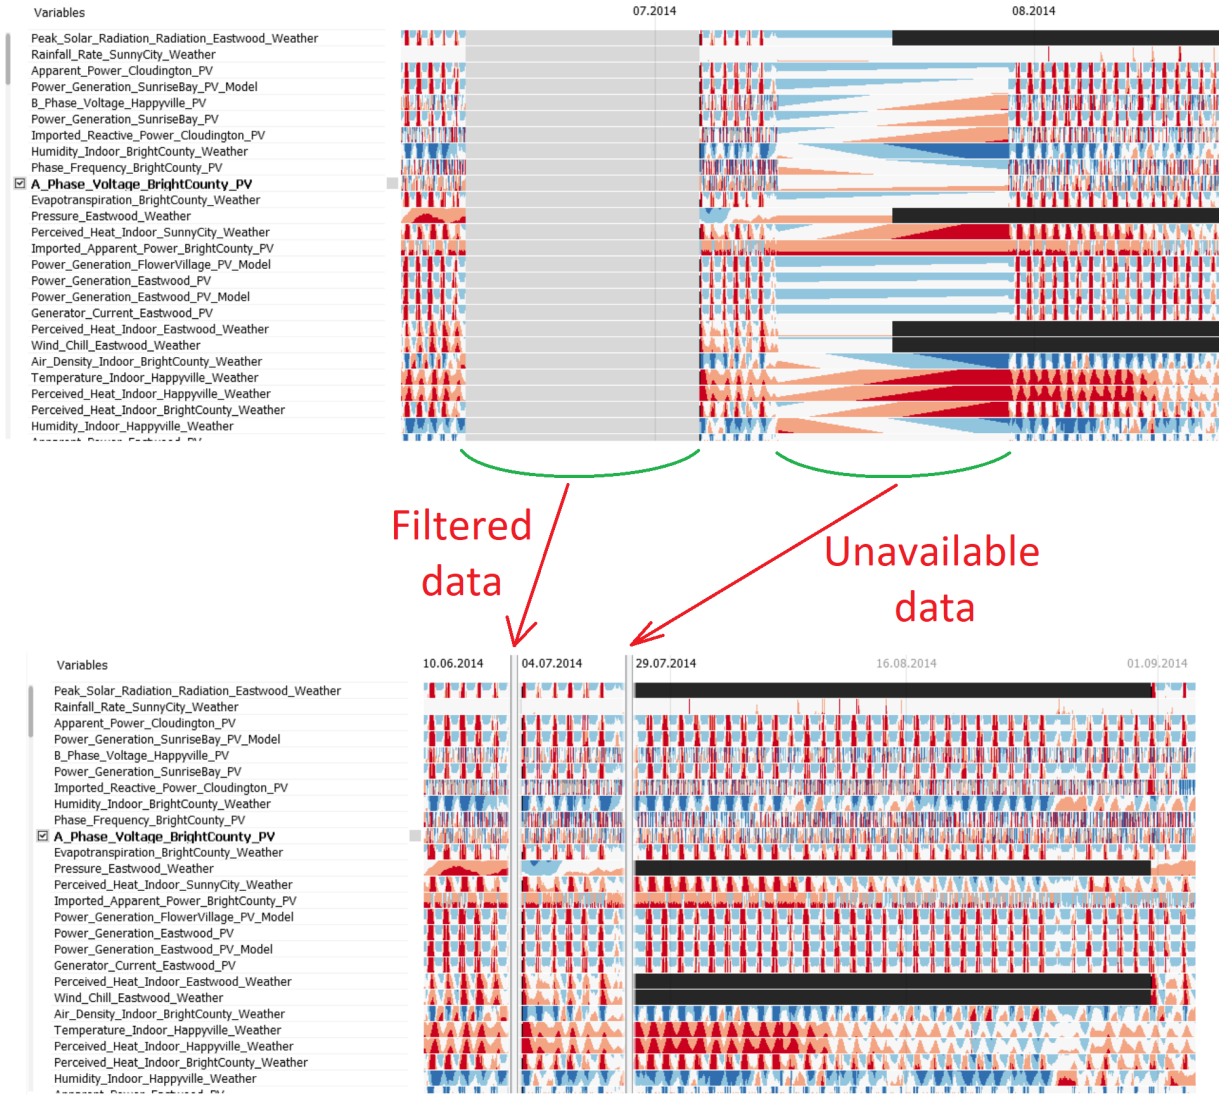 Variables 07.2014 08.2014
Peak_Solar_Radiation_Radiation_Eastwood_Weather
Rainfall_Rate_SunnyCity_Weather
Apparent_Power_Cloudington_PV
Power_Generation_SunriseBay_PV_Model
B_Phase_Voltage_Happyville_PV
Power_Generation_SunriseBay_PV
Imported_Reactive_Power_Cloudington_PV
Humidity_Indoor_BrightCounty_Weather
Phase_Frequency_BrightCounty_PV
A_Phase_Voltage_BrightCounty_PV
Evapotranspiration_BrightCounty_Weather
Pressure_Eastwood_Weather
Perceived_Heat_Indoor_SunnyCity_Weather
Imported_Apparent_Power_BrightCounty_PV
Power_Generation_FlowerVillage_PV_Model
Power_Generation_Eastwood_PV
Power_Generation_Eastwood_PV_Model
Generator_Current_Eastwood_PV
Perceived_Heat_Indoor_Eastwood_Weather
Wind_Chill_Eastwood_Weather
Air_Density_Indoor_BrightCounty_Weather
Temperature_Indoor_Happyville_Weather
Perceived_Heat_Indoor_Happyville_Weather
Perceived_Heat_Indoor_BrightCounty_Weather
Humidity_Indoor_Happyville_Weather
Filtered
data
Unavailable
data
Variables 10.06.2014 04.07.2014 29.07.2014 16.08.2014 01.09.2014
Peak_Solar_Radiation_Radiation_Eastwood_Weather
Rainfall_Rate_SunnyCity_Weather
Apparent_Power_Cloudington_PV
Power_Generation_SunriseBay_PV_Model
B_Phase_Voltage_Happyville_PV
Power_Generation_SunriseBay_PV
Imported_Reactive_Power_Cloudington_PV
Humidity_Indoor_BrightCounty_Weather
Phase_Frequency_BrightCounty_PV
A_Phase_Voltage_BrightCounty_PV
Evapotranspiration_BrightCounty_Weather
Pressure_Eastwood_Weather
Perceived_Heat_Indoor_SunnyCity_Weather
Imported_Apparent_Power_BrightCounty_PV
Power_Generation_FlowerVillage_PV_Model
Power_Generation_Eastwood_PV
Power_Generation_Eastwood_PV_Model
Generator_Current_Eastwood_PV
Perceived_Heat_Indoor_Eastwood_Weather
Wind_Chill_Eastwood_Weather
Air_Density_Indoor_BrightCounty_Weather
Temperature_Indoor_Happyville_Weather
Perceived_Heat_Indoor_Happyville_Weather
Perceived_Heat_Indoor_BrightCounty_Weather
Humidity_Indoor_Happyville_Weather